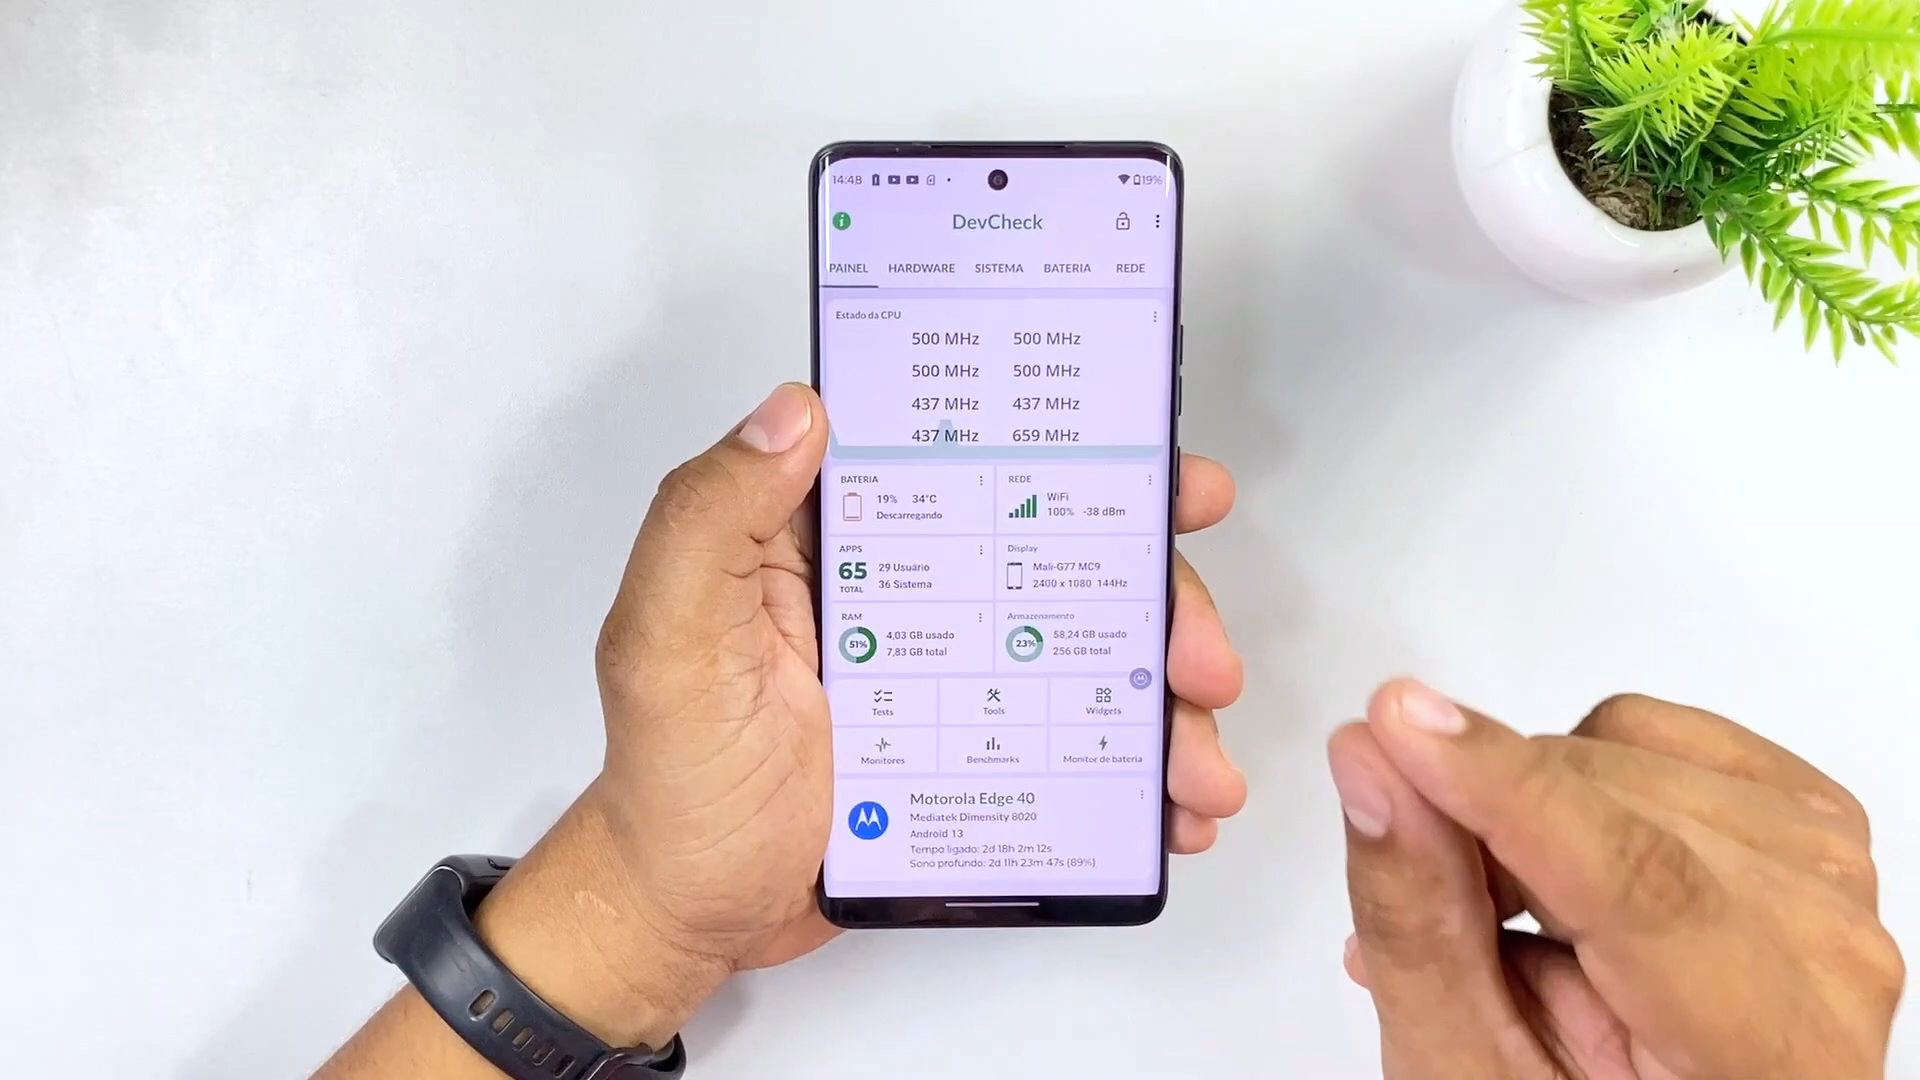 14:48
19%
DevCheck
PAINEL HARDWARE SISTEMA BATERIA REDE
Estado da CPU
500 MHz 500 MHz
500 MHz 500 MHz
437 MHz 437 MHz
437 MHz 659 MHz
BATERIA
19% 34°C
Descarregando
REDE
WiFi
100% -38 dBm
APPS
65
TOTAL
29 Usuário
36 Sistema
Display
Mali-G77 MC9
2400 x 1080 144Hz
RAM
51%
4,03 GB usado
7,83 GB total
Armazenamento
23%
58,24 GB usado
256 GB total
Tests Tools Widgets
Monitores Benchmarks Monitor de bateria
Motorola Edge 40
Mediatek Dimensity 8020
Android 13
Tempo ligado: 2d 18h 2m 12s
Sono profundo: 2d 11h 23m 47s (89%)